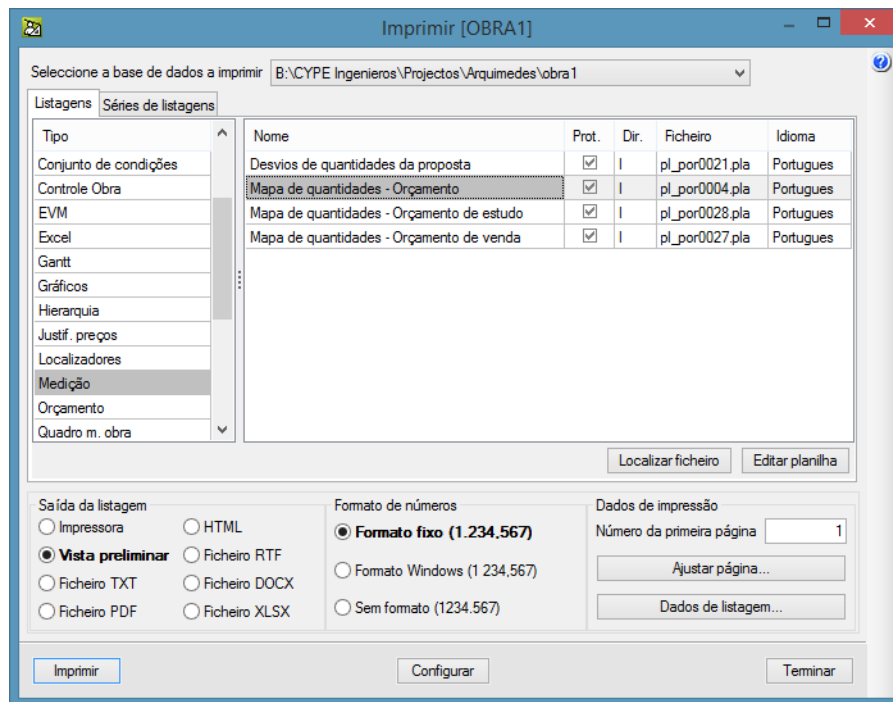 Imprimir [OBRA1]
Seleccione a base de dados a imprimir B:\CYPE Ingenieros\Projectos\Arquimedes\obra1
Listagens Séries de listagens
Tipo Nome Prot. Dir. Ficheiro Idioma
Conjunto de condições Desvios de quantidades da proposta I pl_por0021.pla Portugues
Controle Obra Mapa de quantidades - Orçamento I pl_por0004.pla Portugues
EVM Mapa de quantidades - Orçamento de estudo I pl_por0028.pla Portugues
Excel Mapa de quantidades - Orçamento de venda I pl_por0027.pla Portugues
Gantt
Gráficos
Hierarquia
Justif. preços
Localizadores
Medição
Orçamento
Quadro m. obra
Localizar ficheiro Editar planilha
Saída da listagem Formato de números Dados de impressão
Impressora HTML Formato fixo (1.234,567) Número da primeira página 1
Vista preliminar Ficheiro RTF Formato Windows (1 234,567) Ajustar página...
Ficheiro TXT Ficheiro DOCX Sem formato (1234.567) Dados de listagem...
Ficheiro PDF Ficheiro XLSX
Imprimir Configurar Terminar